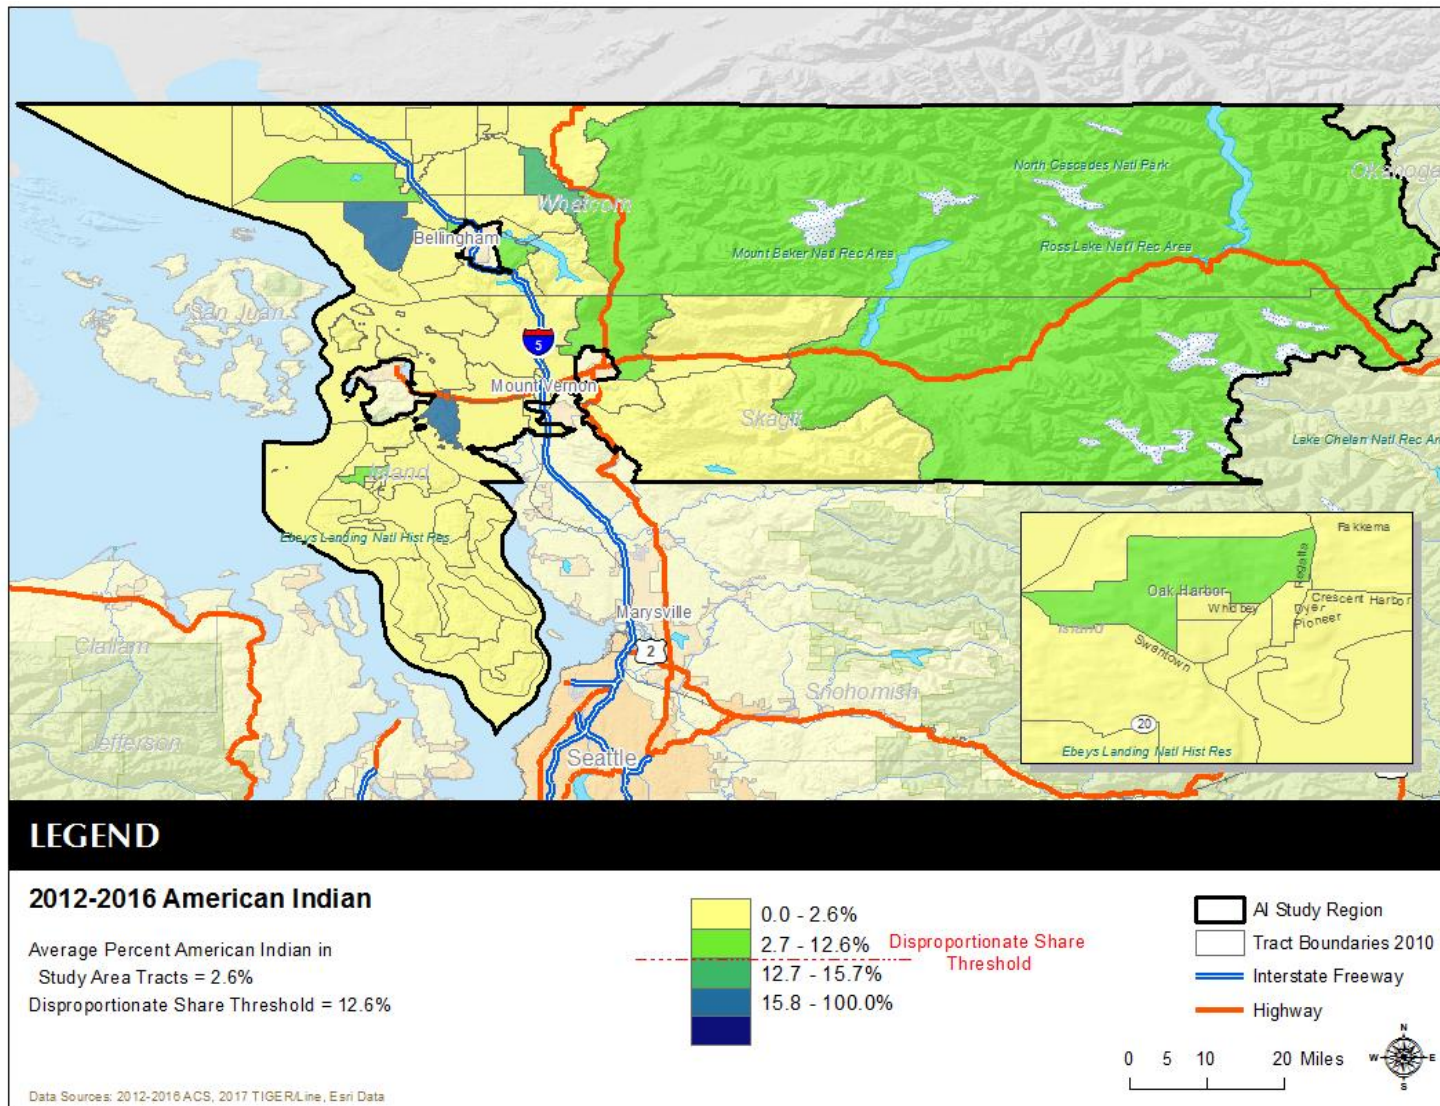 North Cascades Natl Park
Okanoga
Whatcom
Bellingham
Mount Baker Natl Rec Area
Ross Lake Natl Rec Area
San Juan
5
Mount Vernon
Skagit
Lake Chelan Natl Rec Are
Island
Ebeys Landing Natl Hist Res
Fakkema
Regatta
Oak Harbor
Whidbey
Crescent Harbor
Dyer
Pioneer
Island
Swantown
20
Ebeys Landing Natl Hist Res
Marysville
2
Clallam
Snohomish
Jefferson
Seattle
LEGEND
2012-2016 American Indian
Average Percent American Indian in
Study Area Tracts = 2.6%
Disproportionate Share Threshold = 12.6%
0.0 - 2.6%
2.7 - 12.6%
12.7 - 15.7%
15.8 - 100.0%
Disproportionate Share
Threshold
AI Study Region
Tract Boundaries 2010
Interstate Freeway
Highway
0 5 10 20 Miles
N
W E
S
Data Sources: 2012-2016 ACS, 2017 TIGER/Line, Esri Data